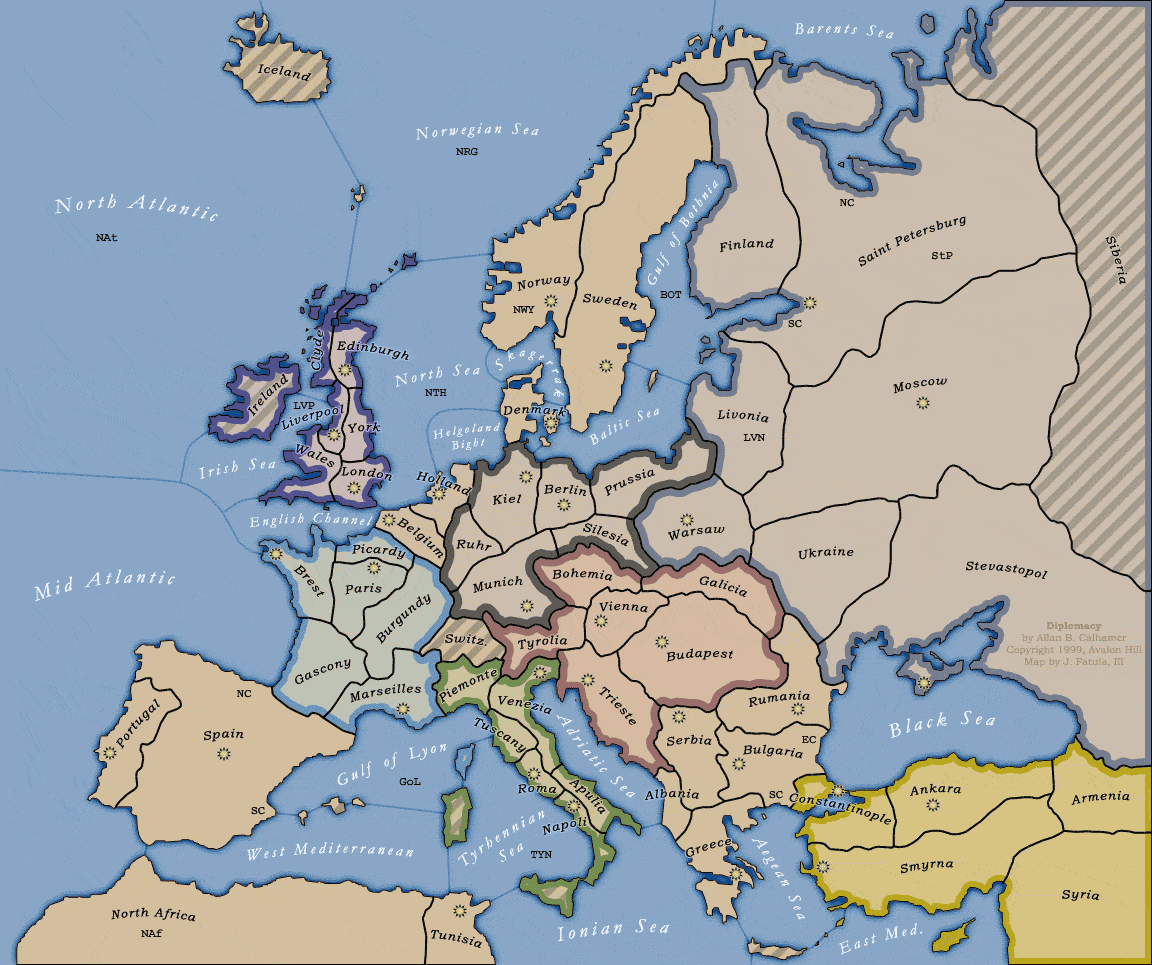 Barents Sea
Iceland
Norwegian Sea
NRG
North Atlantic
NAt
NC
Saint Petersburg
StP
Siberia
Gulf of Bothnia
BOT
Finland
Norway
NWY
Sweden
SC
Skagerrak
Clyde
Edinburgh
North Sea
NTH
Ireland
LVP
Liverpool
York
Denmark
Baltic Sea
Helgoland
Bight
Livonia
LVN
Moscow
Irish Sea
Wales
London
Holland
Kiel
Berlin
Prussia
English Channel
Belgium
Ruhr
Silesia
Warsaw
Ukraine
Picardy
Brest
Paris
Burgundy
Munich
Bohemia
Galicia
Stevastopol
Mid Atlantic
Vienna
Switz.
Tyrolia
Budapest
Diplomacy
by Allan B. Calhamer
Copyright 1999, Avalon Hill
Map by J. Fatula, III
Gascony
Marseilles
Piemonte
Venezia
Trieste
Rumania
NC
Portugal
Spain
SC
Gulf of Lyon
GoL
Tuscany
Adriatic Sea
Serbia
Bulgaria
EC
SC
Black Sea
Roma
Apulia
Napoli
Albania
Constantinople
Ankara
Armenia
West Mediterranean
Tyrhennian
Sea
TYN
Greece
Aegean Sea
Smyrna
Syria
North Africa
NAf
Tunisia
Ionian Sea
East Med.